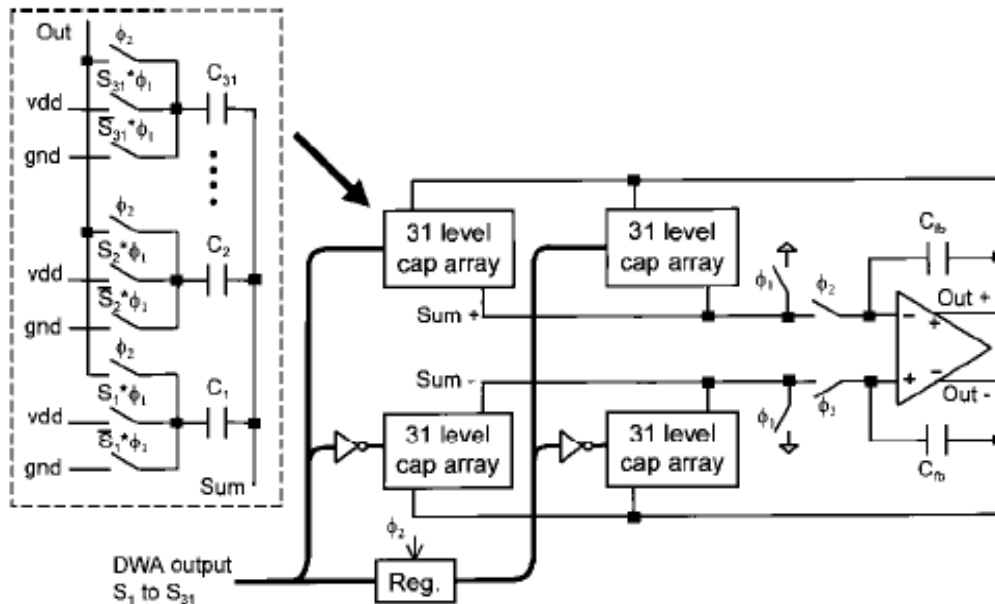 Out
ϕ₂
S₃₁*ϕ₁
C₃₁
vdd
S̅₃₁*ϕ₁
gnd
ϕ₂
S₂*ϕ₁
C₂
vdd
S̅₂*ϕ₁
gnd
ϕ₂
S₁*ϕ₁
C₁
vdd
S̅₁*ϕ₁
gnd
Sum
31 level
cap array
31 level
cap array
Sum +
Sum -
31 level
cap array
31 level
cap array
ϕ₁
ϕ₂
ϕ₁
ϕ₂
C_fb
Out +
Out -
C_fb
- +
+ -
ϕ₂
DWA output
S₁ to S₃₁
Reg.